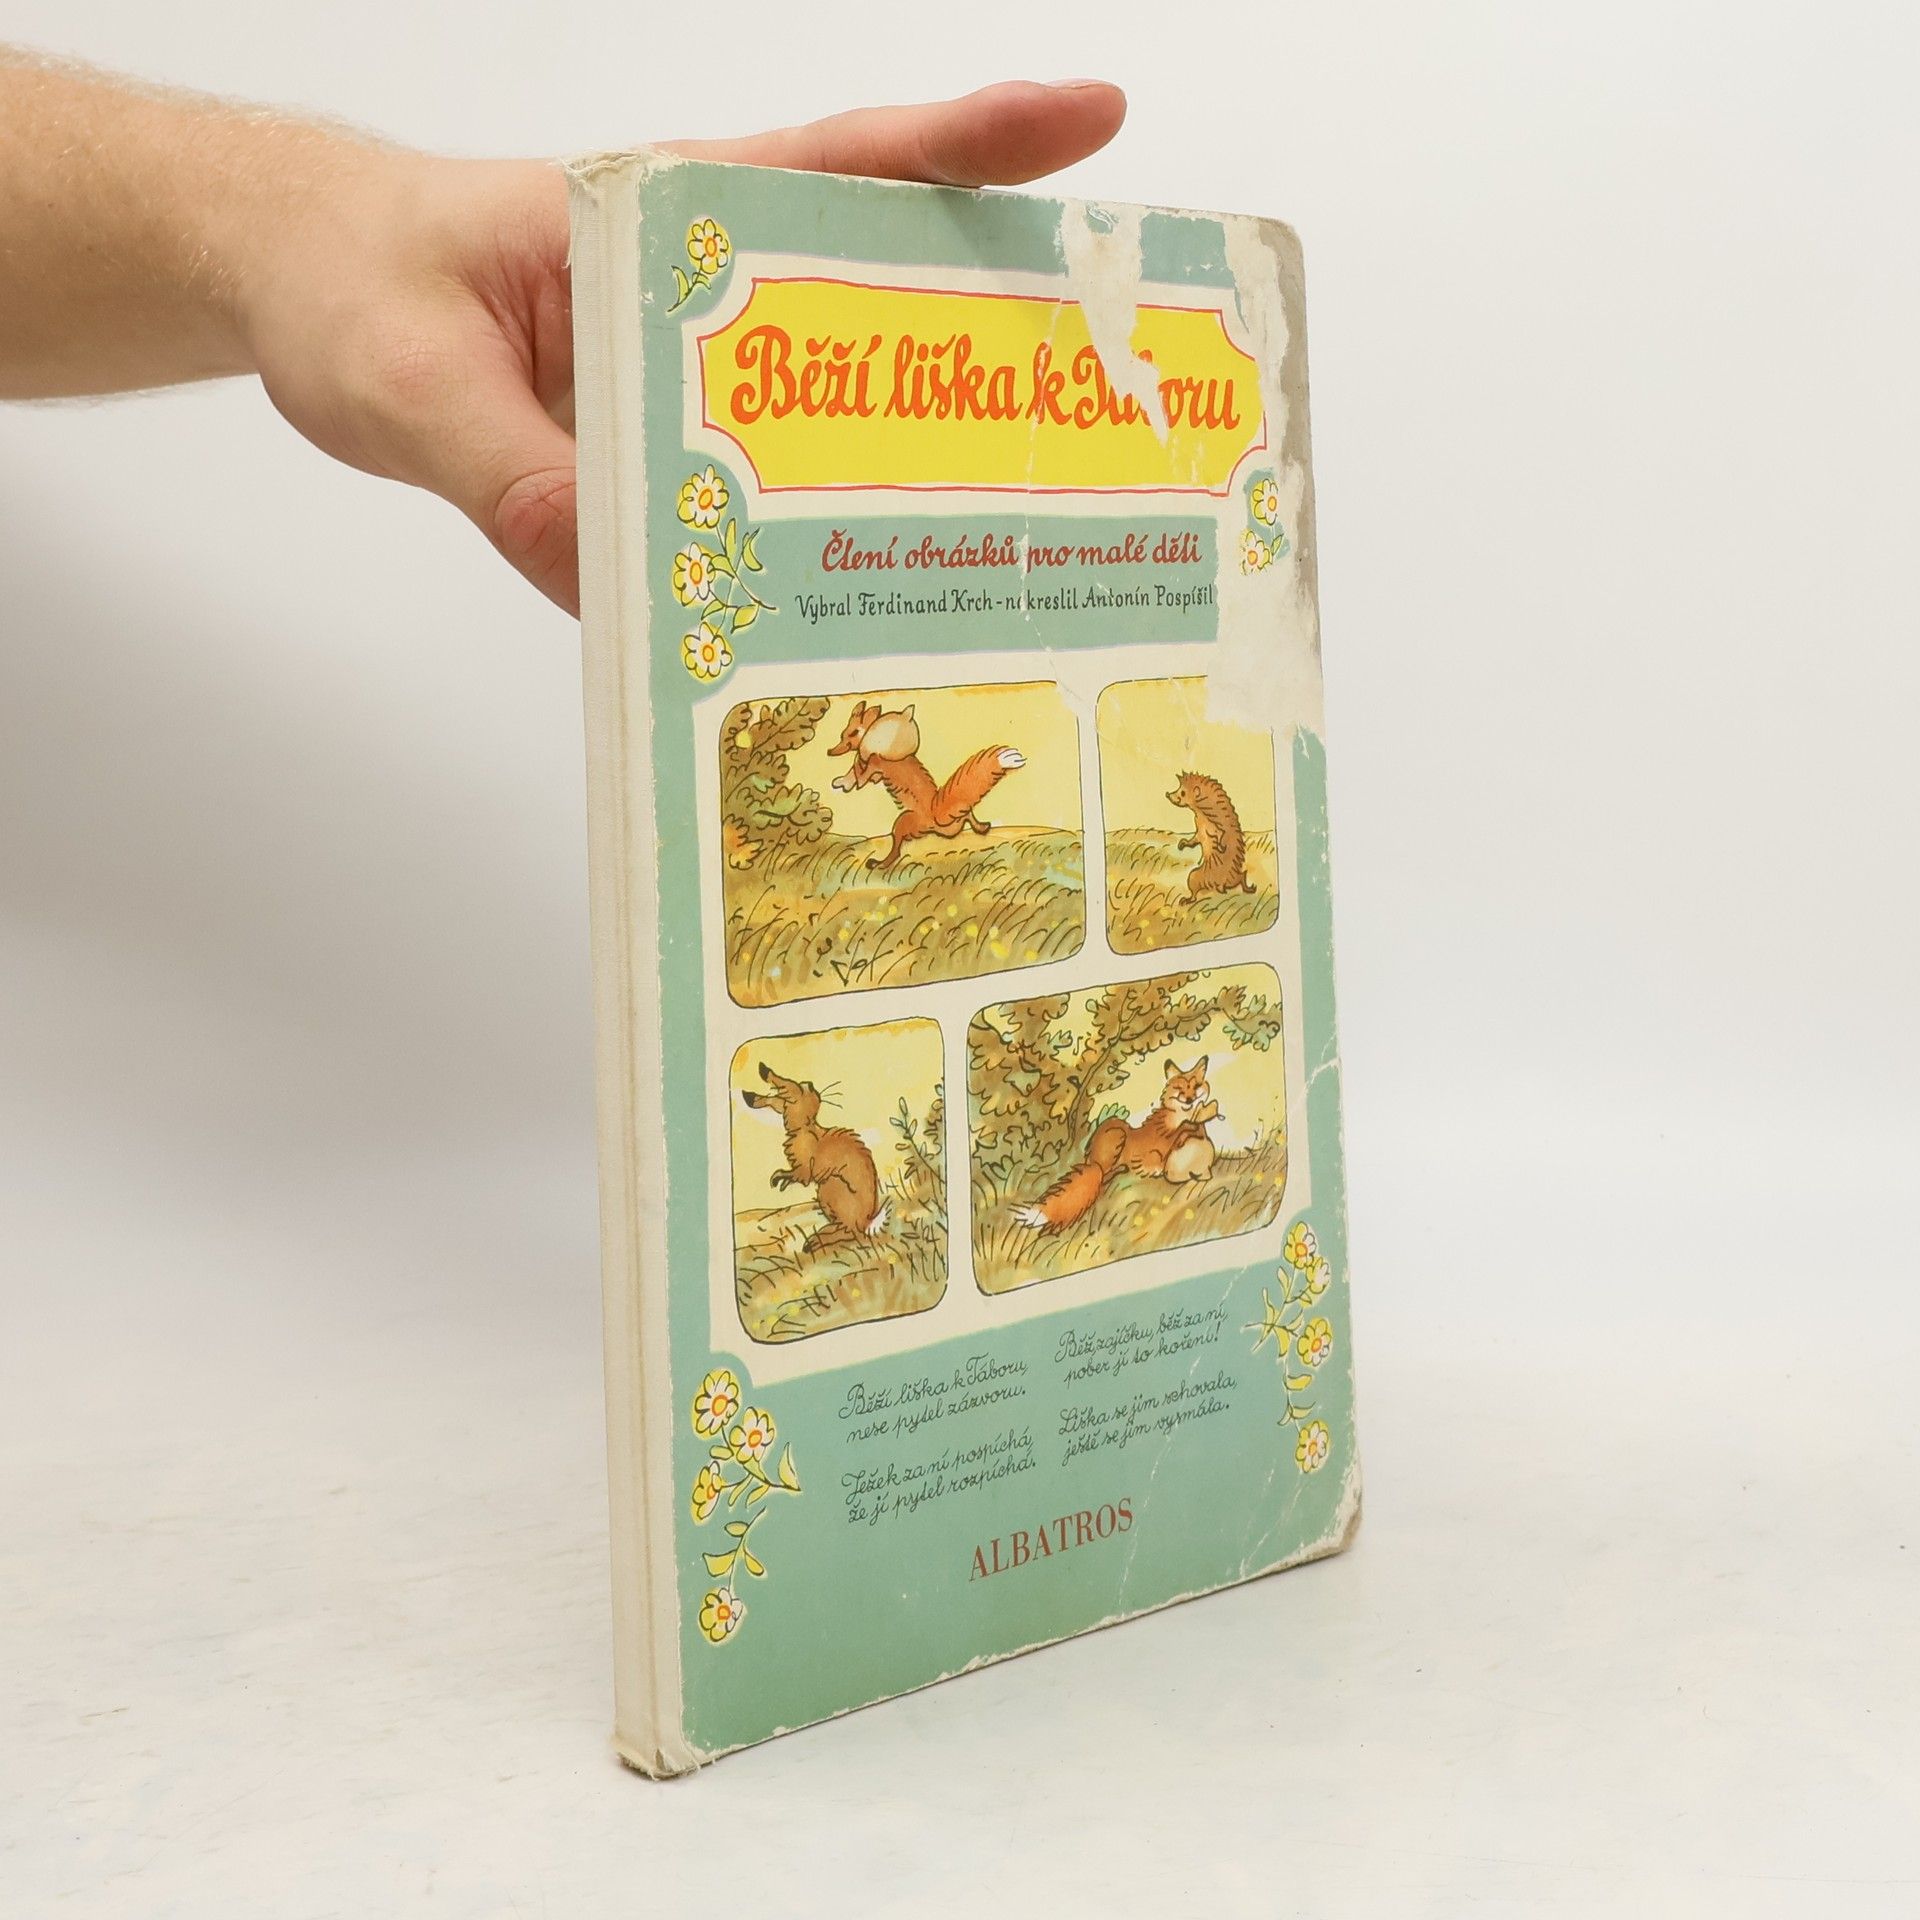 Běží liška k Táboru
Čtení obrázků pro malé děti
Vybral Ferdinand Krch - nakreslil Antonín Pospíšil
Běží liška k Táboru,
nese pytel zázvoru.
Ježek za ní pospíchá,
že jí pytel rozpíchá.
Běž, zajíčku, běž za ní,
pober jí to koření!
Liška se jim schovala,
ještě se jim vysmála.
ALBATROS